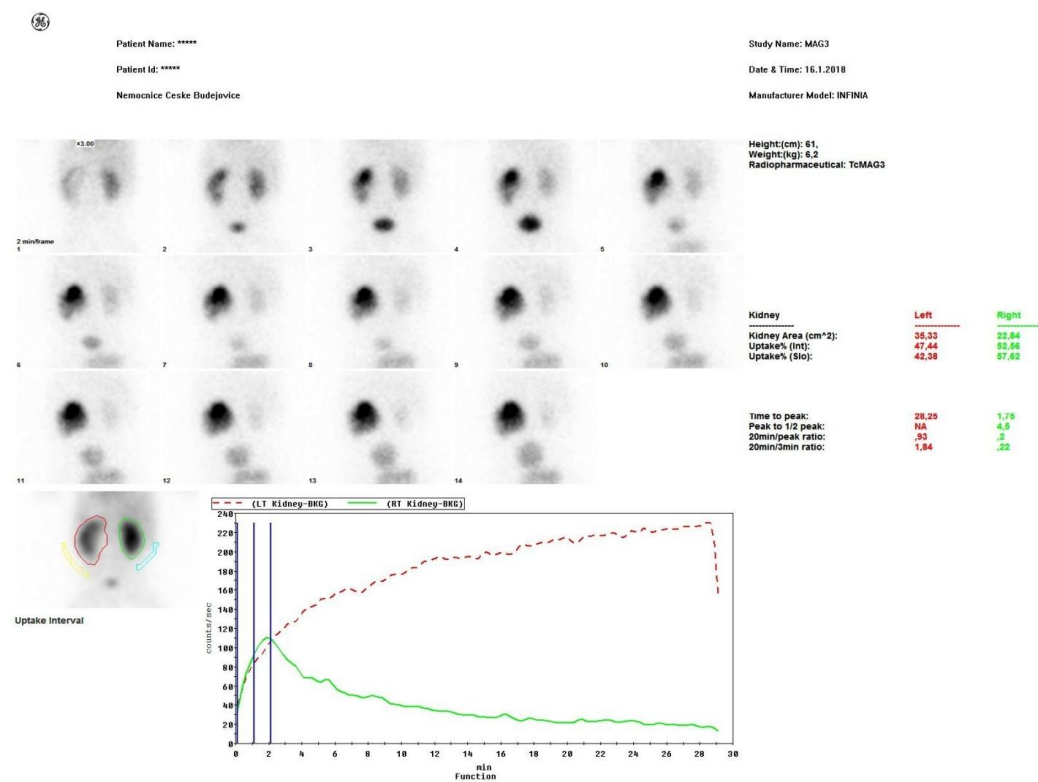 Patient Name: *****
Study Name: MAG3
Patient Id: *****
Date & Time: 16.1.2018
Nemocnice Ceske Budejovice
Manufacturer Model: INFINIA
Height:(cm): 61,
Weight:(kg): 6,2
Radiopharmaceutical: TcMAG3
*3.00
2 min/frame
1 2 3 4 5
6 7 8 9 10
11 12 13 14
Kidney Left Right
-------------- -------------- --------------
Kidney Area (cm^2): 35,33 22,84
Uptake% (Int): 47,44 52,56
Uptake% (Slo): 42,38 57,62
Time to peak: 28,25 1,75
Peak to 1/2 peak: NA 4,5
20min/peak ratio: ,93 ,2
20min/3min ratio: 1,84 ,22
Uptake Interval
(LT Kidney-BKG) (RT Kidney-BKG)
240
220
200
180
160
140
120
100
80
60
40
20
0
counts/sec
0 2 4 6 8 10 12 14 16 18 20 22 24 26 28 30
min
Function